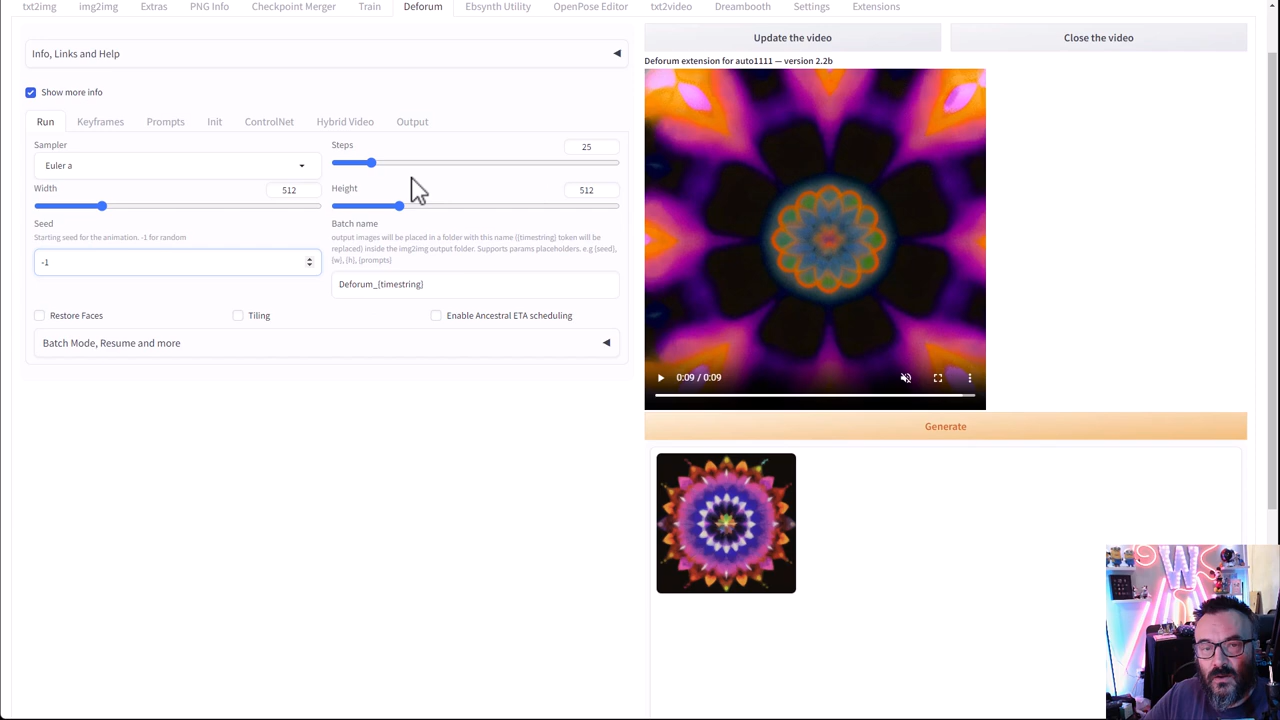 txt2img img2img Extras PNG Info Checkpoint Merger Train Deforum Ebsynth Utility OpenPose Editor txt2video Dreambooth Settings Extensions
Info, Links and Help
Show more info
Run Keyframes Prompts Init ControlNet Hybrid Video Output
Sampler
Euler a
Steps
25
Width
512
Height
512
Seed
Starting seed for the animation. -1 for random
-1
Batch name
output images will be placed in a folder with this name ({timestring} token will be
replaced) inside the img2img output folder. Supports params placeholders. e.g {seed},
{w}, {h}, {prompts}
Deforum_{timestring}
Restore Faces
Tiling
Enable Ancestral ETA scheduling
Batch Mode, Resume and more
Update the video
Close the video
Deforum extension for auto1111 — version 2.2b
0:09 / 0:09
Generate
S
W